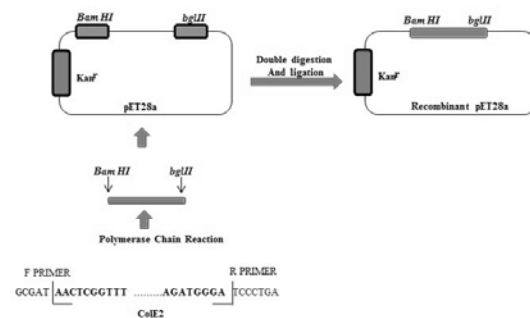 Bam HI bglII
Kanr
pET28a
Double digestion
And ligation
Bam HI bglII
Kanr
Recombinant pET28a
Bam HI bglII
Polymerase Chain Reaction
F PRIMER R PRIMER
GCGAT AACTCGGTTT .........AGATGGGA TCCCTGA
ColE2